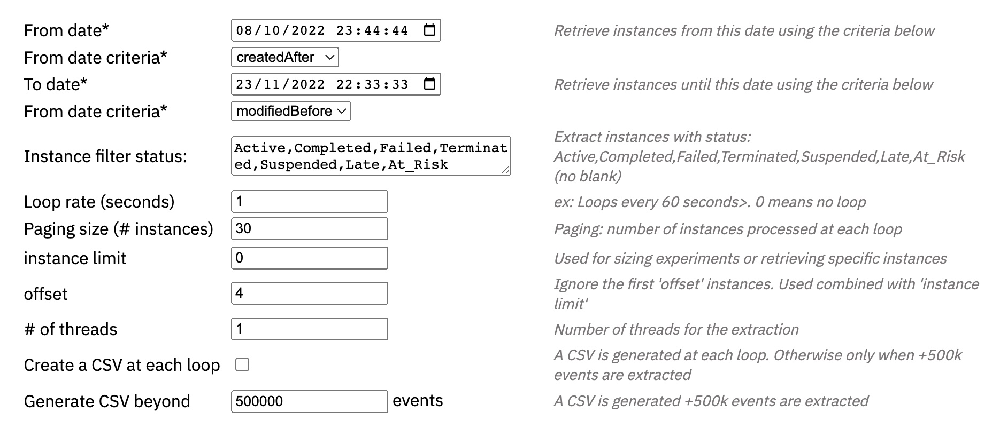 From date* 08/10/2022 23:44:44 Retrieve instances from this date using the criteria below
From date criteria* createdAfter
To date* 23/11/2022 22:33:33 Retrieve instances until this date using the criteria below
From date criteria* modifiedBefore
Instance filter status:
Active,Completed,Failed,Terminat
ed,Suspended,Late,At_Risk
Extract instances with status:
Active,Completed,Failed,Terminated,Suspended,Late,At_Risk
(no blank)
Loop rate (seconds) 1 ex: Loops every 60 seconds>. 0 means no loop
Paging size (# instances) 30 Paging: number of instances processed at each loop
instance limit 0 Used for sizing experiments or retrieving specific instances
offset 4
Ignore the first 'offset' instances. Used combined with 'instance
limit'
# of threads 1 Number of threads for the extraction
Create a CSV at each loop
A CSV is generated at each loop. Otherwise only when +500k
events are extracted
Generate CSV beyond 500000 events A CSV is generated +500k events are extracted